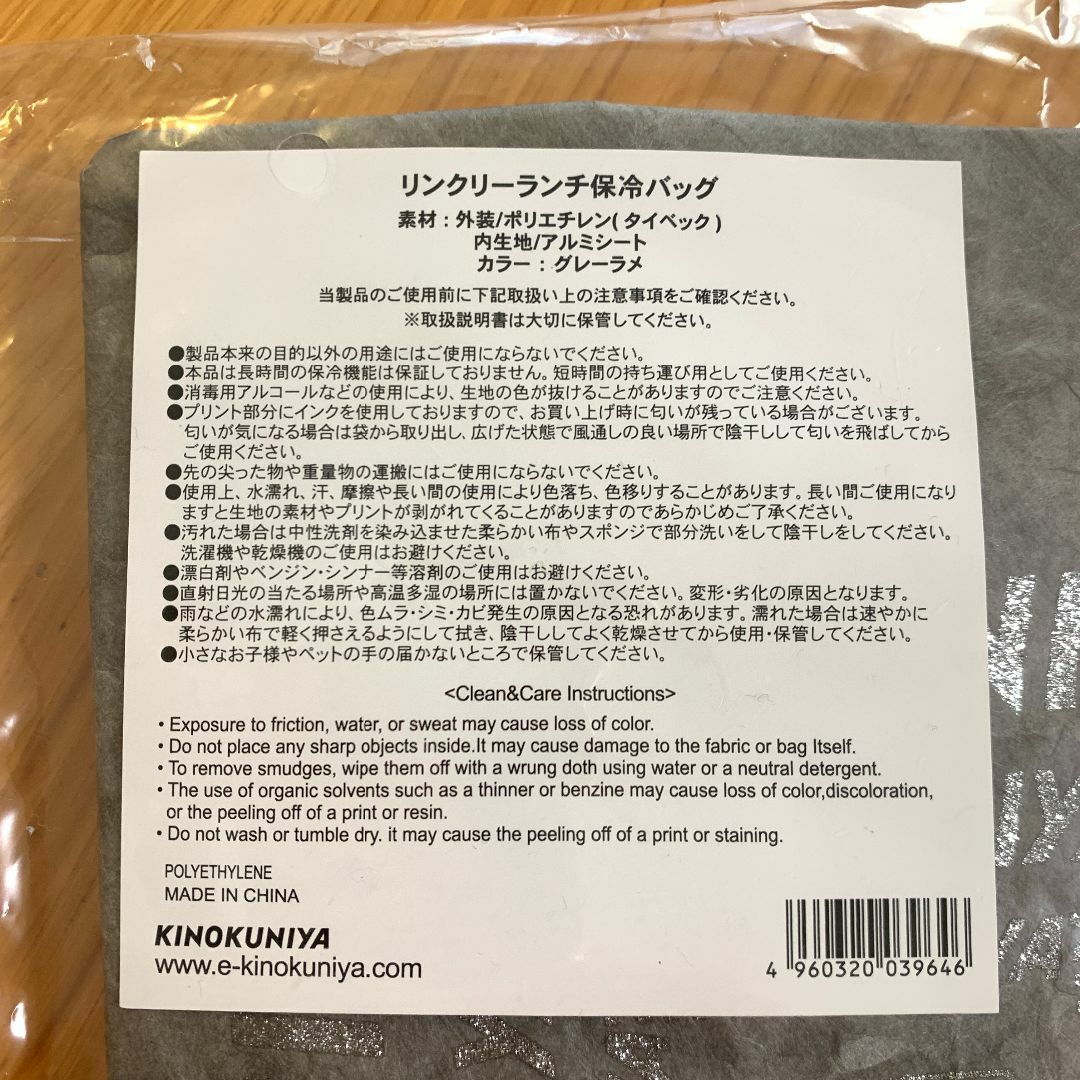 リンクリーランチ保冷バッグ
素材：外装/ポリエチレン(タイベック)
内生地/アルミシート
カラー：グレーラメ
当製品のご使用前に下記取扱い上の注意事項をご確認ください。
※取扱説明書は大切に保管してください。
●製品本来の目的以外の用途にはご使用にならないでください。
●本品は長時間の保冷機能は保証しておりません。短時間の持ち運び用としてご使用ください。
●消毒用アルコールなどの使用により、生地の色が抜けることがありますのでご注意ください。
●プリント部分にインクを使用しておりますので、お買い上げ時に匂いが残っている場合がございます。
匂いが気になる場合は袋から取り出し、広げた状態で風通しの良い場所で陰干しして匂いを飛ばしてから
ご使用ください。
●先の尖った物や重量物の運搬にはご使用にならないでください。
●使用上、水濡れ、汗、摩擦や長い間の使用により色落ち、色移りすることがあります。長い間ご使用になり
ますと生地の素材やプリントが剥がれてくることがありますのであらかじめご了承ください。
●汚れた場合は中性洗剤を染み込ませた柔らかい布やスポンジで部分洗いをして陰干しをしてください。
洗濯機や乾燥機のご使用はお避けください。
●漂白剤やベンジン・シンナー等溶剤のご使用はお避けください。
●直射日光の当たる場所や高温多湿の場所には置かないでください。変形・劣化の原因となります。
●雨などの水濡れにより、色ムラ・シミ・カビ発生の原因となる恐れがあります。濡れた場合は速やかに
柔らかい布で軽く押さえるようにして拭き、陰干ししてよく乾燥させてから使用・保管してください。
●小さなお子様やペットの手の届かないところで保管してください。
<Clean&Care Instructions>
・Exposure to friction, water, or sweat may cause loss of color.
・Do not place any sharp objects inside.It may cause damage to the fabric or bag Itself.
・To remove smudges, wipe them off with a wrung doth using water or a neutral detergent.
・The use of organic solvents such as a thinner or benzine may cause loss of color,discoloration,
or the peeling off of a print or resin.
・Do not wash or tumble dry. it may cause the peeling off of a print or staining.
POLYETHYLENE
MADE IN CHINA
KINOKUNIYA
www.e-kinokuniya.com
4 960320 039646